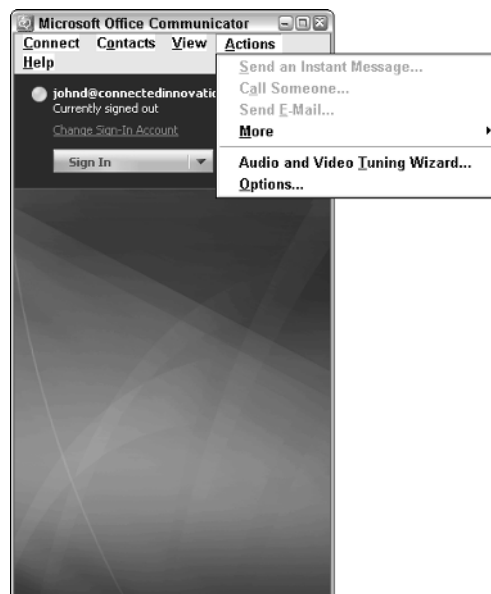 Microsoft Office Communicator
Connect Contacts View Actions
Help
Send an Instant Message...
Call Someone...
Send E-Mail...
More
Audio and Video Tuning Wizard...
Options...
johnd@connectedinnovatio
Currently signed out
Change Sign-In Account
Sign In